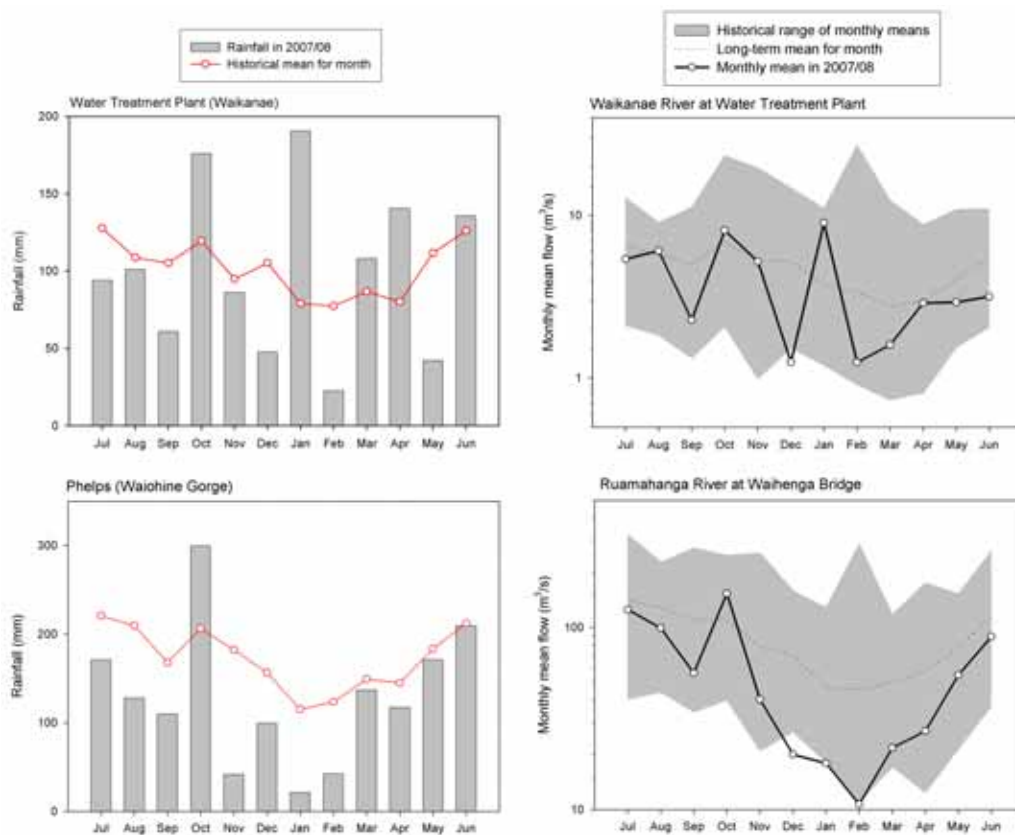 Rainfall in 2007/08
Historical mean for month
Historical range of monthly means
Long-term mean for month
Monthly mean in 2007/08
Water Treatment Plant (Waikanae)
200
150
100
50
0
Rainfall (mm)
Jul Aug Sep Oct Nov Dec Jan Feb Mar Apr May Jun
Waikanae River at Water Treatment Plant
10
1
Monthly mean flow (m³/s)
Jul Aug Sep Oct Nov Dec Jan Feb Mar Apr May Jun
Phelps (Waiohine Gorge)
300
200
100
0
Rainfall (mm)
Jul Aug Sep Oct Nov Dec Jan Feb Mar Apr May Jun
Ruamahanga River at Waihenga Bridge
100
10
Monthly mean flow (m³/s)
Jul Aug Sep Oct Nov Dec Jan Feb Mar Apr May Jun